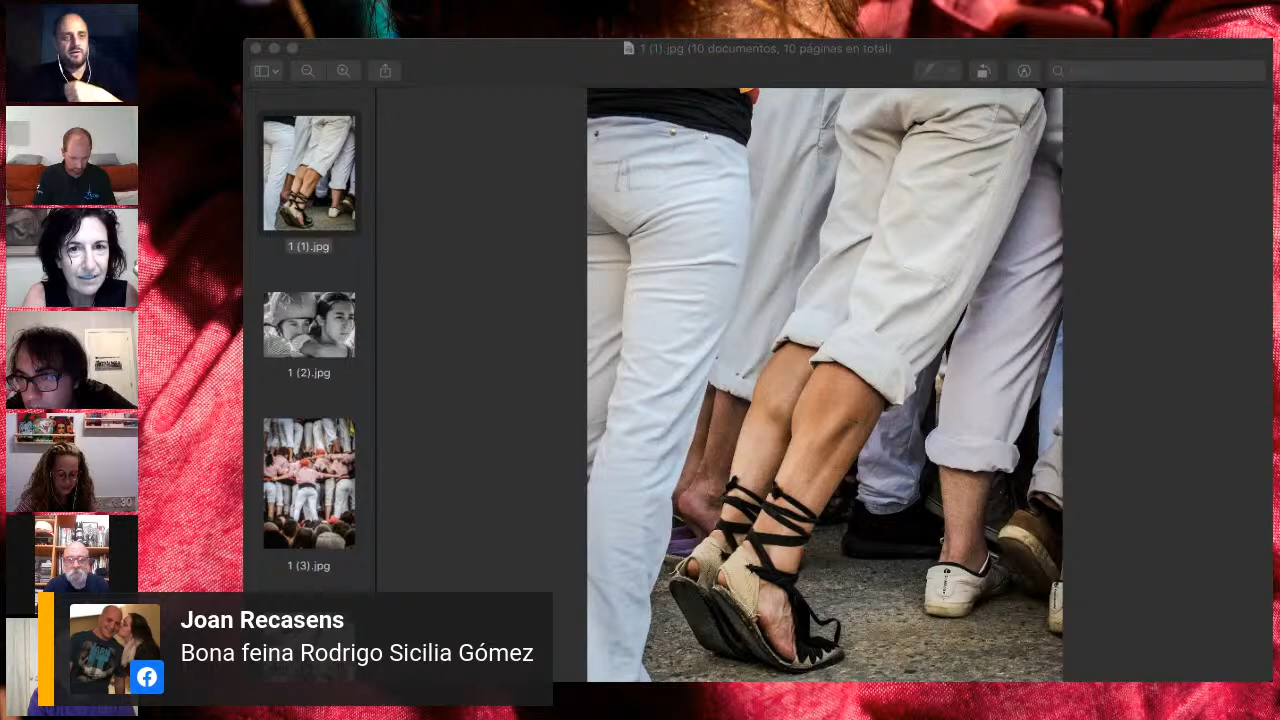 1 (1).jpg (10 documentos, 10 páginas en total)
1 (1).jpg
1 (2).jpg
1 (3).jpg
Joan Recasens
Bona feina Rodrigo Sicilia Gómez